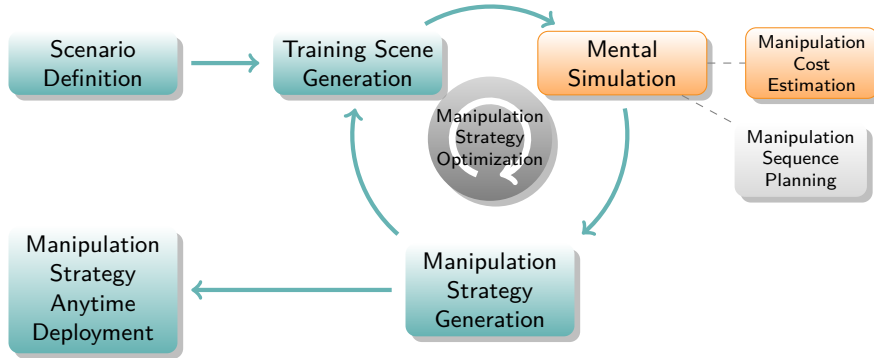 Scenario
Definition
Training Scene
Generation
Mental
Simulation
Manipulation
Cost
Estimation
Manipulation
Strategy
Optimization
Manipulation
Sequence
Planning
Manipulation
Strategy
Anytime
Deployment
Manipulation
Strategy
Generation